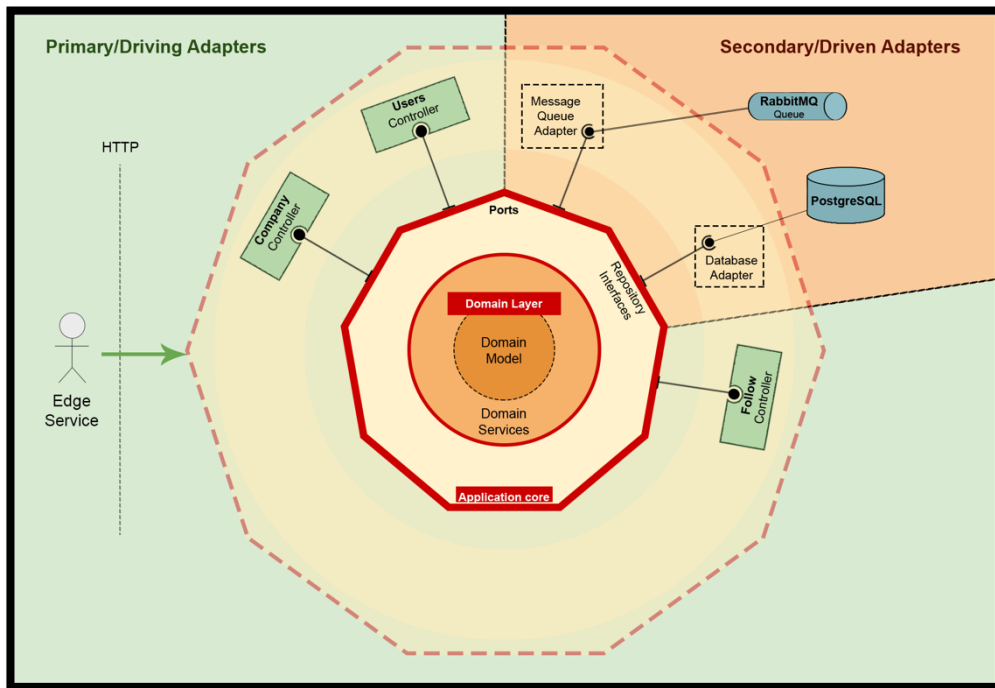 Primary/Driving Adapters
Secondary/Driven Adapters
HTTP
Users
Controller
Message
Queue
Adapter
RabbitMQ
Queue
PostgreSQL
Company
Controller
Ports
Repository
Interfaces
Database
Adapter
Domain Layer
Domain
Model
Domain
Services
Edge
Service
Follow
Controller
Application core